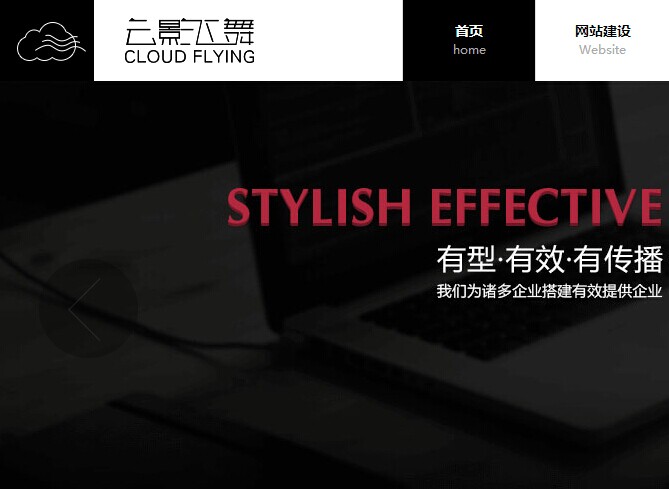 云影飞舞
CLOUD FLYING
首页
home
网站建设
Website
STYLISH EFFECTIVE
有型·有效·有传播
我们为诸多企业搭建有效提供企业